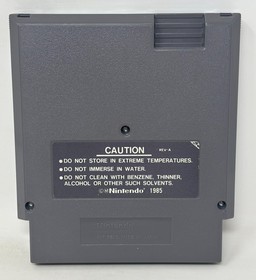 CAUTION REV-A
•DO NOT STORE IN EXTREME TEMPERATURES.
•DO NOT IMMERSE IN WATER.
•DO NOT CLEAN WITH BENZENE, THINNER,
ALCOHOL OR OTHER SUCH SOLVENTS.
©Nintendo 1985